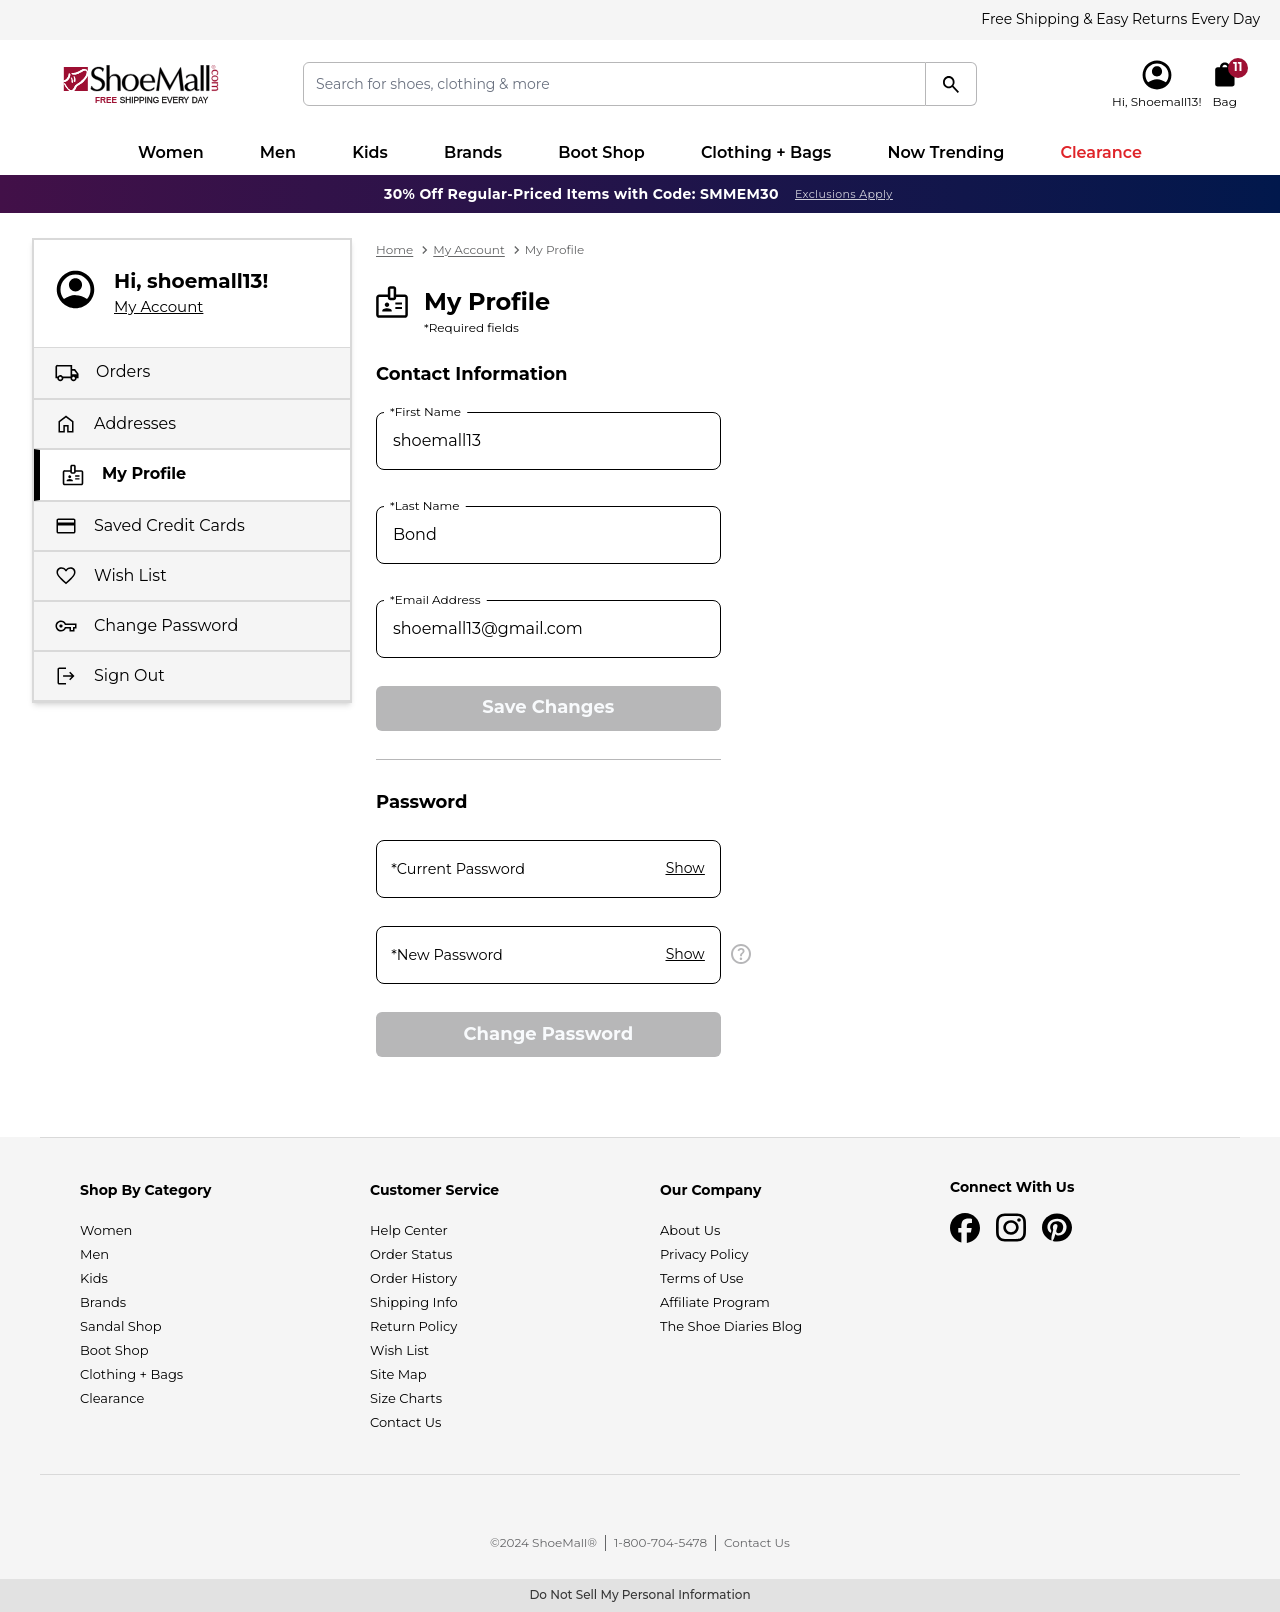 Free Shipping & Easy Returns Every Day
ShoeMall.com
FREE SHIPPING EVERY DAY
Search for shoes, clothing & more
11
Hi, Shoemall13! Bag
Women Men Kids Brands Boot Shop Clothing + Bags Now Trending Clearance
30% Off Regular-Priced Items with Code: SMMEM30 Exclusions Apply
Hi, shoemall13!
My Account
Orders
Addresses
My Profile
Saved Credit Cards
Wish List
Change Password
Sign Out
Home > My Account > My Profile
My Profile
*Required fields
Contact Information
*First Name
shoemall13
*Last Name
Bond
*Email Address
shoemall13@gmail.com
Save Changes
Password
*Current Password Show
*New Password Show ?
Change Password
Shop By Category
Women
Men
Kids
Brands
Sandal Shop
Boot Shop
Clothing + Bags
Clearance
Customer Service
Help Center
Order Status
Order History
Shipping Info
Return Policy
Wish List
Site Map
Size Charts
Contact Us
Our Company
About Us
Privacy Policy
Terms of Use
Affiliate Program
The Shoe Diaries Blog
Connect With Us
©2024 ShoeMall® | 1-800-704-5478 | Contact Us
Do Not Sell My Personal Information